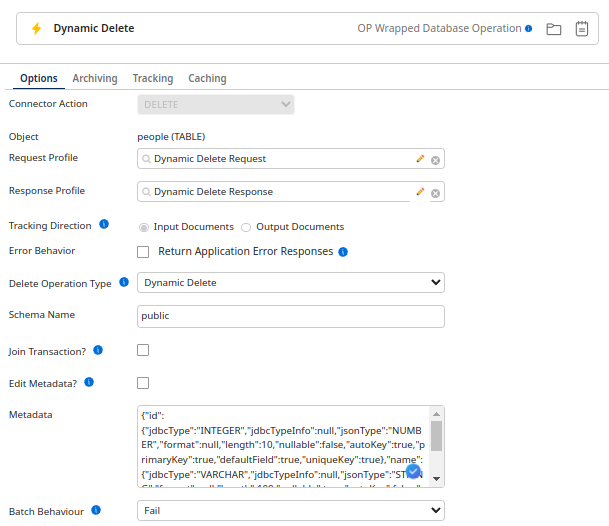 Dynamic Delete OP Wrapped Database Operation
Options Archiving Tracking Caching
Connector Action DELETE
Object people (TABLE)
Request Profile Dynamic Delete Request
Response Profile Dynamic Delete Response
Tracking Direction Input Documents Output Documents
Error Behavior Return Application Error Responses
Delete Operation Type Dynamic Delete
Schema Name public
Join Transaction?
Edit Metadata?
Metadata {"id":
{"jdbcType":"INTEGER","jdbcTypeInfo":null,"jsonType":"NUMB
ER","format":null,"length":10,"nullable":false,"autoKey":true,"p
rimaryKey":true,"defaultField":true,"uniqueKey":true},"name":
{"jdbcType":"VARCHAR","jdbcTypeInfo":null,"jsonType":"ST
Batch Behaviour Fail